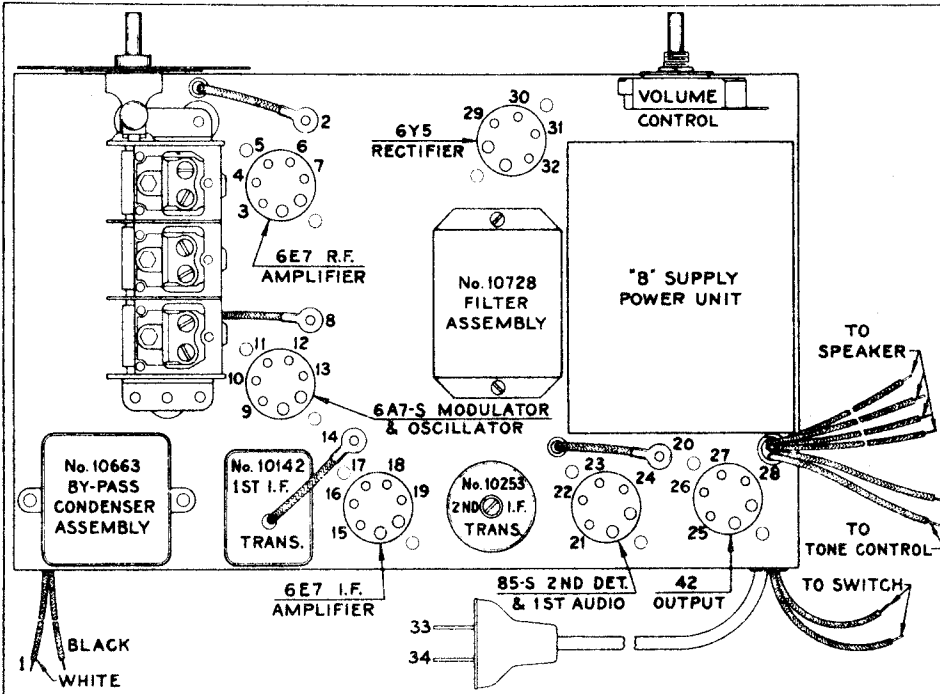 VOLUME
CONTROL
2
30
29
31
6Y5
RECTIFIER
32
5
6
7
4
3
6E7 R.F.
AMPLIFIER
No. 10728
FILTER
ASSEMBLY
"B" SUPPLY
POWER UNIT
8
11
12
10
13
9
6A7-S MODULATOR
& OSCILLATOR
TO
SPEAKER
No. 10663
BY-PASS
CONDENSER
ASSEMBLY
No. 10142
1ST I.F.
TRANS.
14
17
18
16
19
15
No. 10253
2ND I.F.
TRANS.
20
23
24
22
21
27
26
25
28
TO
TONE CONTROL
6E7 I.F.
AMPLIFIER
85-S 2ND DET.
& 1ST AUDIO
42
OUTPUT
TO SWITCH
33
34
BLACK
1
WHITE